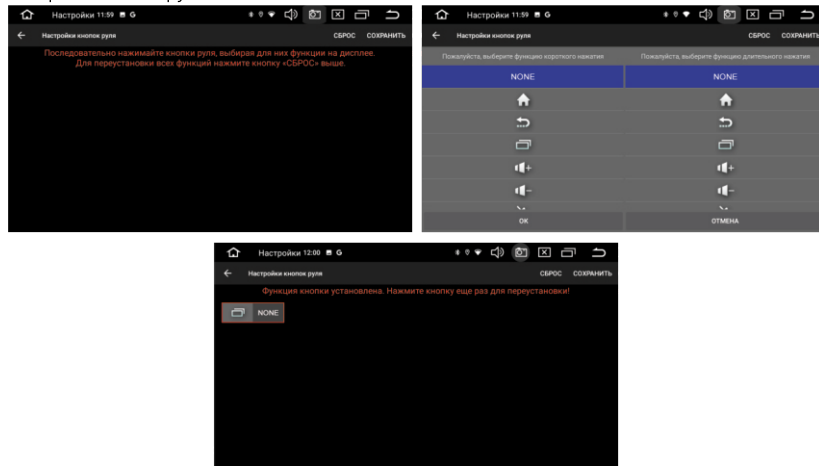 Настройки 11:59
Настройки кнопок руля СБРОС СОХРАНИТЬ
Последовательно нажимайте кнопки руля, выбирая для них функции на дисплее.
Для переустановки всех функций нажмите кнопку «СБРОС» выше.
Настройки 11:59
Настройки кнопок руля СБРОС СОХРАНИТЬ
Пожалуйста, выберите функцию короткого нажатия Пожалуйста, выберите функцию длительного нажатия
NONE NONE
ОК ОТМЕНА
Настройки 12:00
Настройки кнопок руля СБРОС СОХРАНИТЬ
Функция кнопки установлена. Нажмите кнопку еще раз для переустановки!
NONE